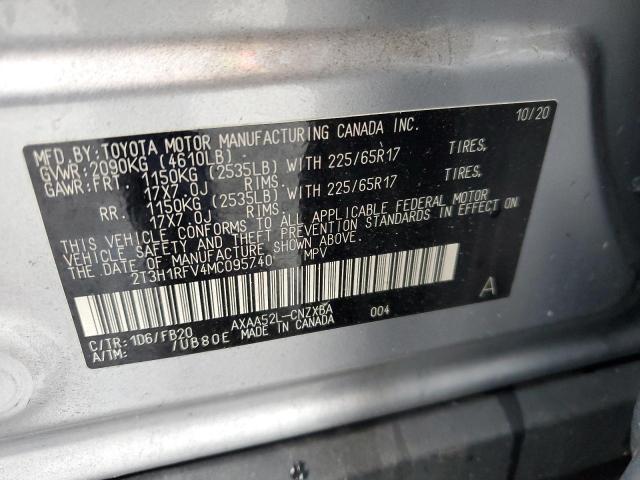 10/20
MFD.BY:TOYOTA MOTOR MANUFACTURING CANADA INC.
GVWR:2090KG (4610LB)
GAWR:FRT. 1150KG (2535LB) WITH 225/65R17 TIRES,
17X7.0J RIMS.
RR. 1150KG (2535LB) WITH 225/65R17 TIRES,
17X7.0J RIMS.
THIS VEHICLE CONFORMS TO ALL APPLICABLE FEDERAL MOTOR
VEHICLE SAFETY AND THEFT PREVENTION STANDARDS IN EFFECT ON
THE DATE OF MANUFACTURE SHOWN ABOVE.
2T3H1RFV4MC095740 MPV
A
C/TR:1D6/FB20 AXAA52L-CNZXBA 004
A/TM: /UB80E MADE IN CANADA